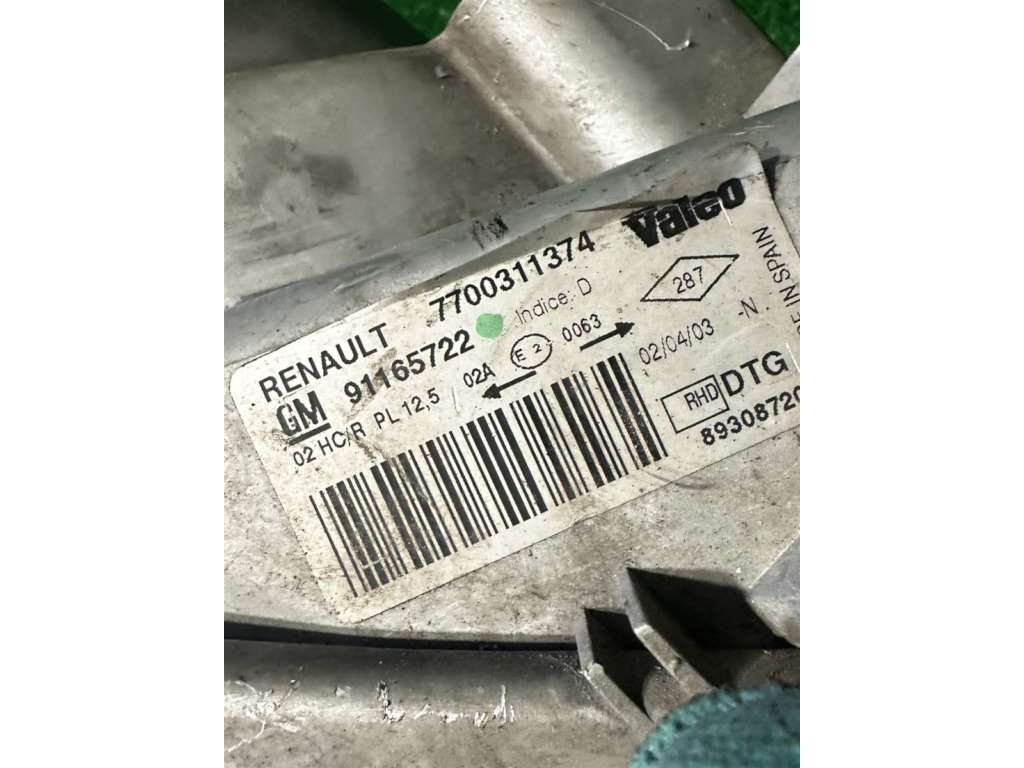 Valeo
RENAULT 7700311374
GM 91165722 Indice: D
287
02 HC/R PL 12,5 02A E 2 0063
02/04/03 -N
RHD DTG
8930872
IN SPAIN